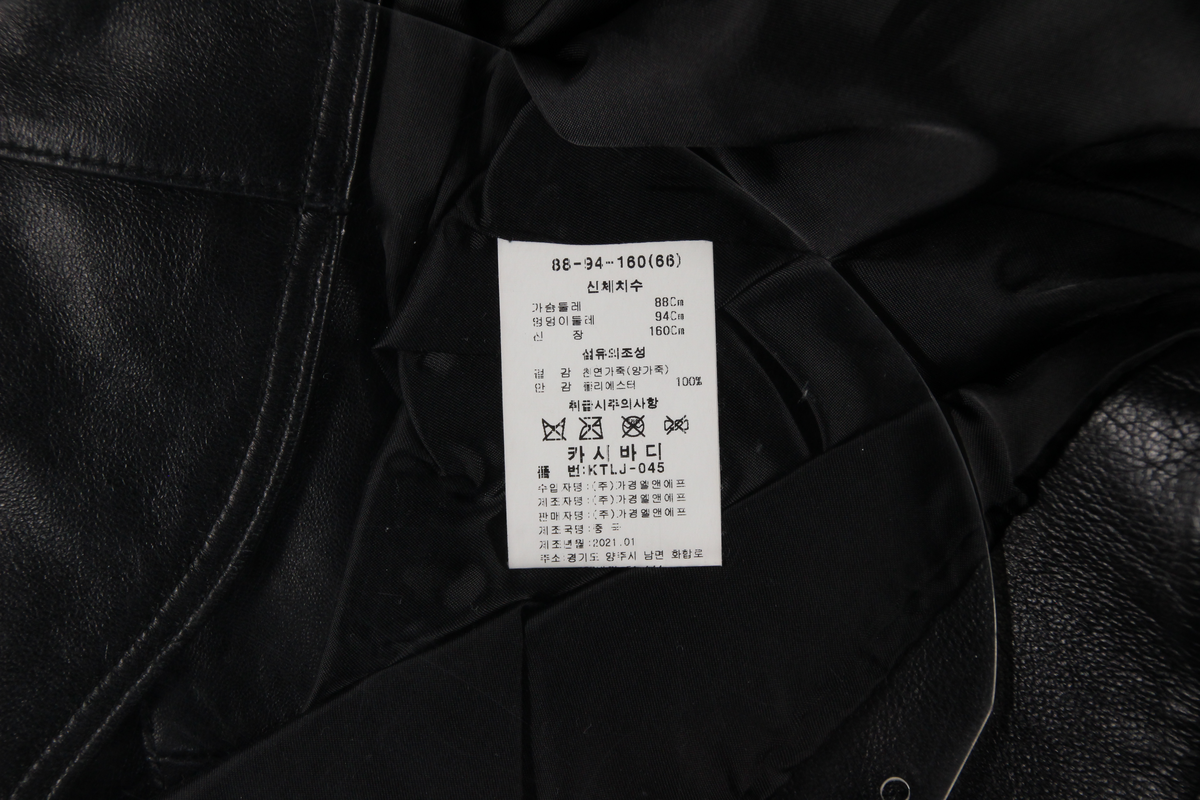 88-94-160(66)
신체치수
가슴둘레 88Cm
엉덩이둘레 94Cm
신 장 160Cm
섬유의조성
겉 감 천연가죽(양가죽)
안 감 폴리에스터 100%
취급시주의사항
카시바디
품 번:KTLJ-045
수입자명:(주)가경엘앤에프
제조자명:(주)가경엘앤에프
판매자명:(주)가경엘앤에프
제조국명:중 국
제조년월:2021.01
주소:경기도 양주시 남면 화합로